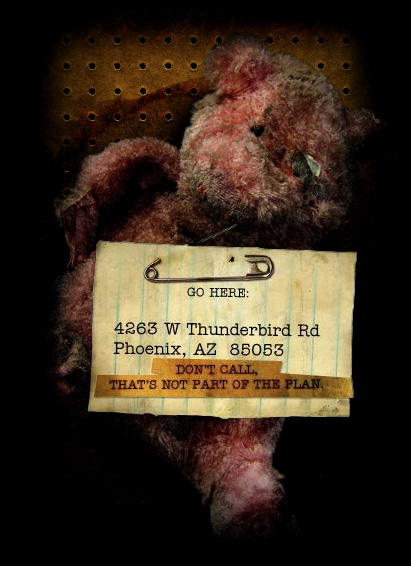 GO HERE:
4263 W Thunderbird Rd
Phoenix, AZ 85053
DON'T CALL,
THAT'S NOT PART OF THE PLAN.